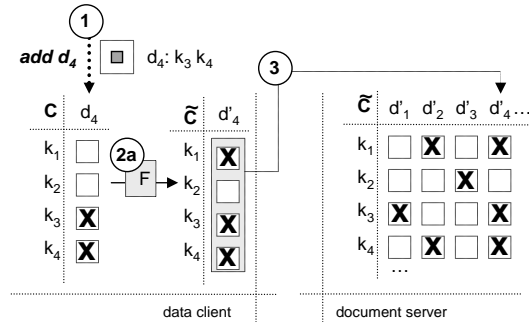 1
add d4 d4: k3 k4
3
C d4
C̃ d'4
C̃ d'1 d'2 d'3 d'4 ...
k1 X
k1 X X
k1
2a
F
k2
k2
k2 X
k3 X
k3 X
k3 X X
k4 X
k4 X
k4 X X
...
data client
document server